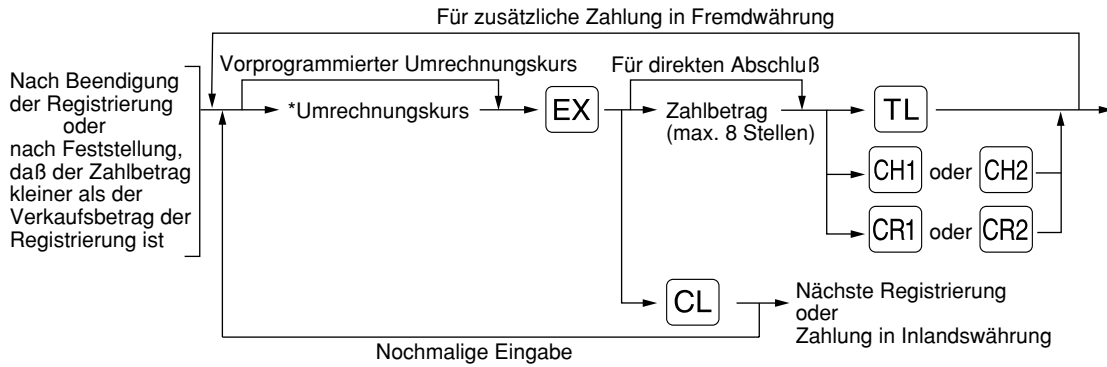 Für zusätzliche Zahlung in Fremdwährung
Nach Beendigung
der Registrierung
oder
nach Feststellung,
daß der Zahlbetrag
kleiner als der
Verkaufsbetrag der
Registrierung ist
Vorprogrammierter Umrechnungskurs
*Umrechnungskurs
EX
Für direkten Abschluß
Zahlbetrag
(max. 8 Stellen)
TL
CH1 oder CH2
CR1 oder CR2
CL
Nächste Registrierung
oder
Zahlung in Inlandswährung
Nochmalige Eingabe